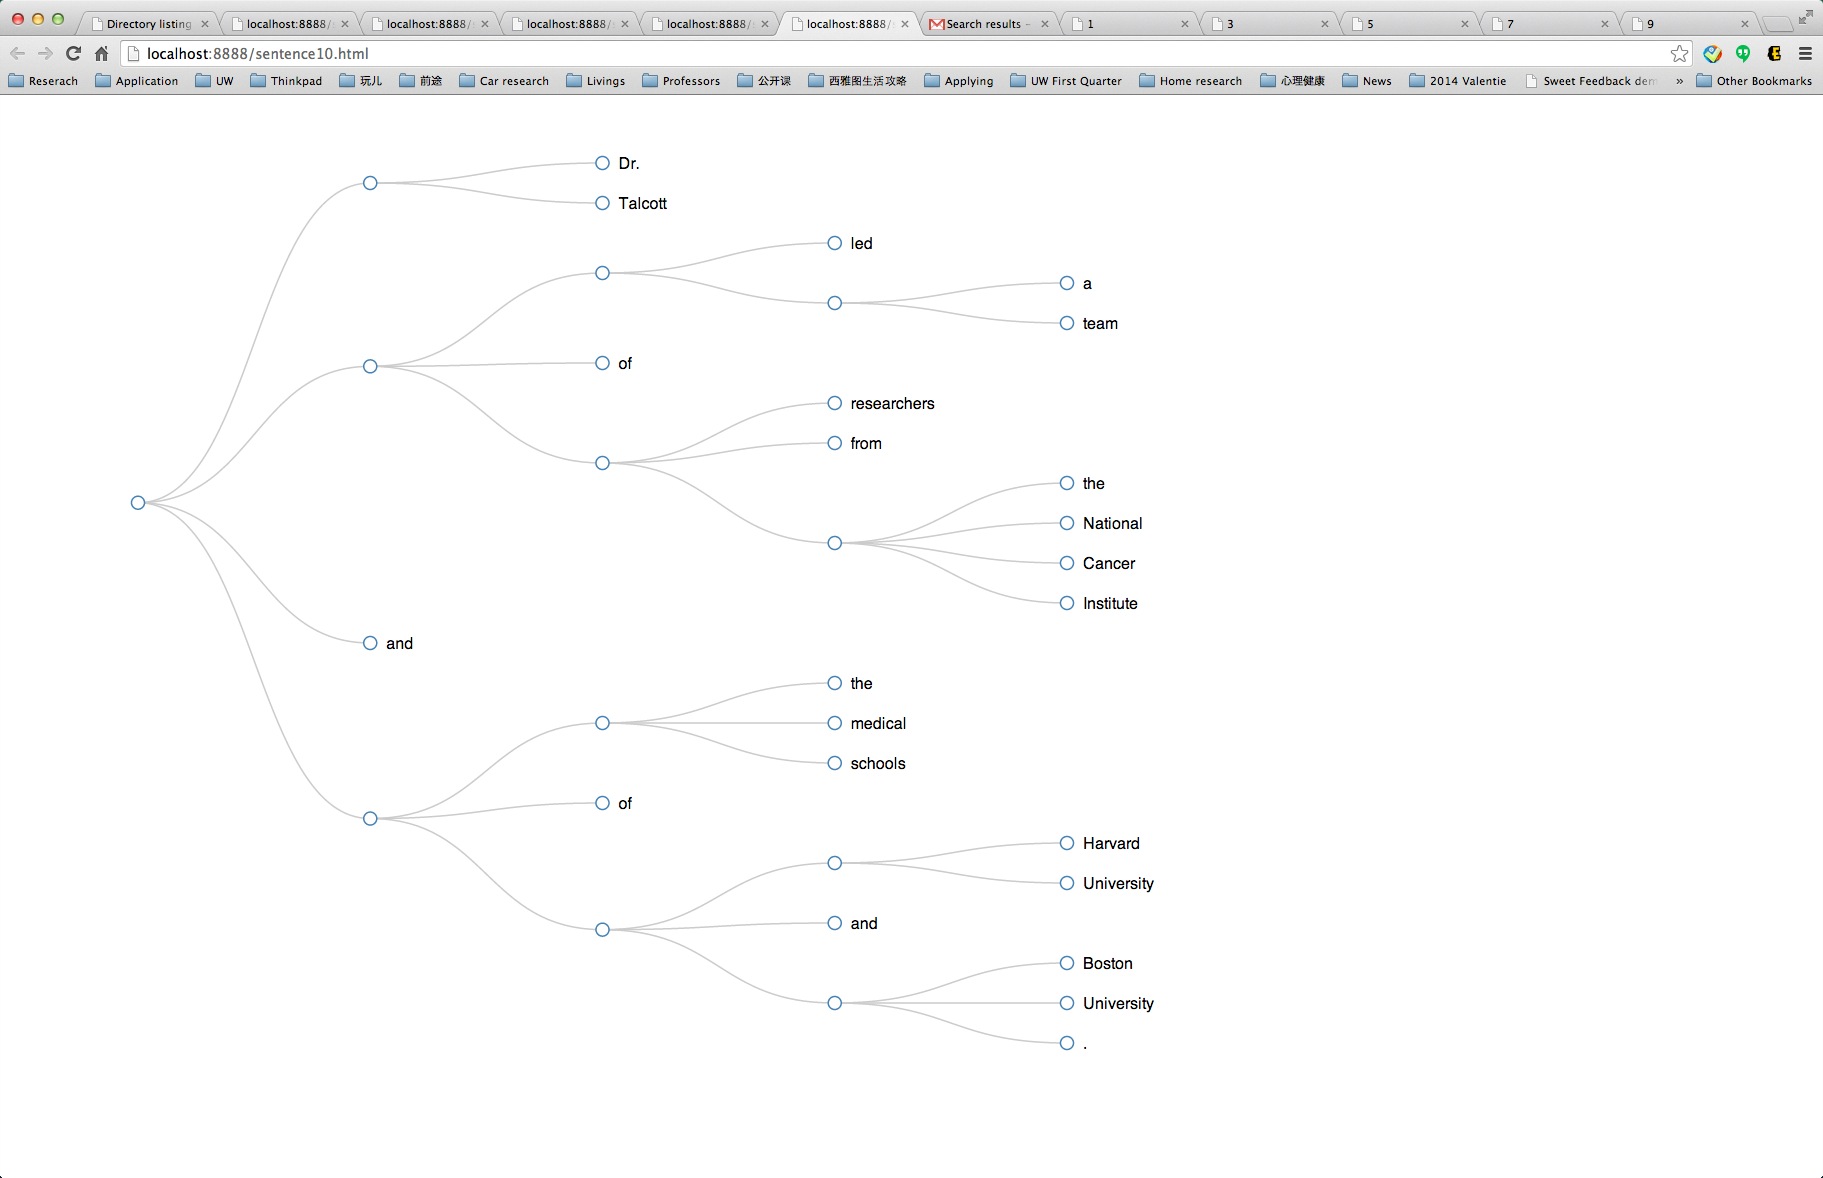 Directory listing localhost:8888/ localhost:8888/ localhost:8888/ localhost:8888/ localhost:8888/ Search results - 1 3 5 7 9
localhost:8888/sentence10.html
Reserach Application UW Thinkpad 玩儿 前途 Car research Livings Professors 公开课 西雅图生活攻略 Applying UW First Quarter Home research 心理健康 News 2014 Valentie Sweet Feedback dem » Other Bookmarks
Dr.
Talcott
led
a
team
of
researchers
from
the
National
Cancer
Institute
and
the
medical
schools
of
Harvard
University
and
Boston
University
.